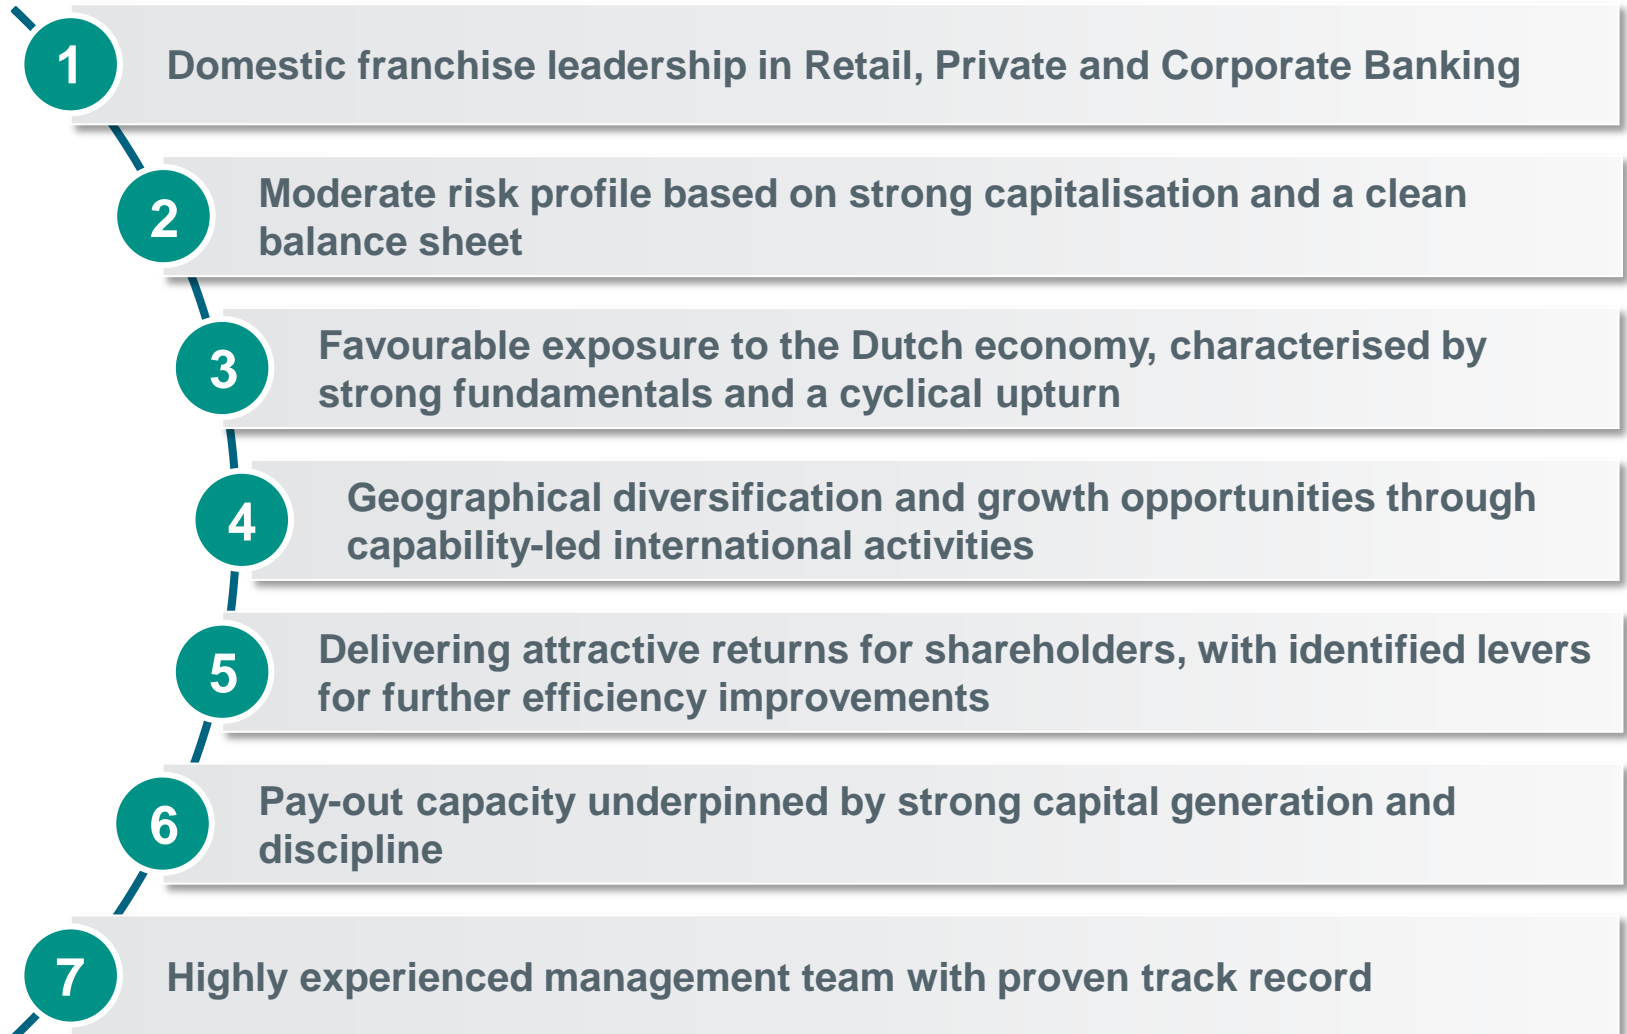 1
Domestic franchise leadership in Retail, Private and Corporate Banking
2
Moderate risk profile based on strong capitalisation and a clean
balance sheet
3
Favourable exposure to the Dutch economy, characterised by
strong fundamentals and a cyclical upturn
4
Geographical diversification and growth opportunities through
capability-led international activities
5
Delivering attractive returns for shareholders, with identified levers
for further efficiency improvements
6
Pay-out capacity underpinned by strong capital generation and
discipline
7
Highly experienced management team with proven track record